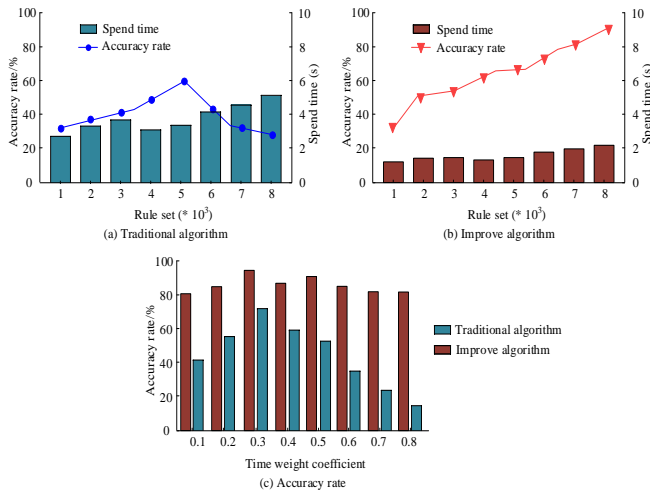 100
80
60
40
20
0
Accuracy rate/%
Spend time
Accuracy rate
10
8
6
4
2
0
Spend time (s)
1 2 3 4 5 6 7 8
Rule set (* 10³)
(a) Traditional algorithm
100
80
60
40
20
0
Accuracy rate/%
Spend time
Accuracy rate
10
8
6
4
2
0
Spend time (s)
1 2 3 4 5 6 7 8
Rule set (* 10³)
(b) Improve algorithm
100
80
60
40
20
0
Accuracy rate/%
0.1 0.2 0.3 0.4 0.5 0.6 0.7 0.8
Time weight coefficient
(c) Accuracy rate
Traditional algorithm
Improve algorithm